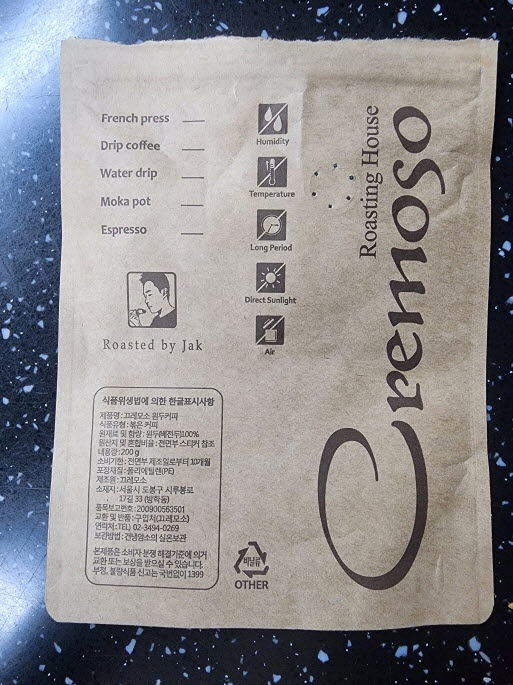 French press
Drip coffee
Water drip
Moka pot
Espresso
Humidity
Temperature
Long Period
Direct Sunlight
Air
Roasting House
Cremoso
Roasted by Jak
식품위생법에 의한 한글표시사항
제품명 : 끄레모소 원두커피
식품유형 : 볶은 커피
원재료 및 함량 : 원두(배전두)100%
원산지 및 혼합비율 : 전면부 스티커 참조
내용량 : 200 g
소비기한 : 전면부 제조일로부터 10개월
포장재질 : 폴리에틸렌(PE)
제조원 : 끄레모소
소재지 : 서울시 도봉구 시루봉로
17길 33 (방학동)
품목보고번호 : 200900563501
교환 및 반품 : 구입처(끄레모소)
연락처 : TEL) 02-3494-0269
보관방법 : 건냉암소의 실온보관
본제품은 소비자 분쟁 해결기준에 의거
교환 또는 보상을 받으실 수 있습니다.
부정, 불량식품 신고는 국번없이 1399
비닐류
OTHER